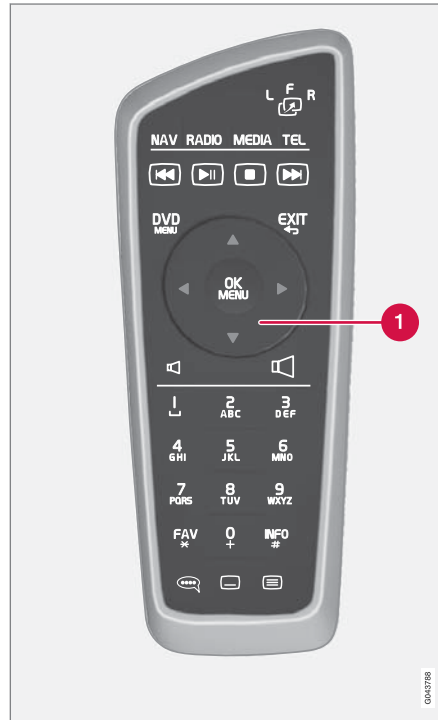 L F R
NAV RADIO MEDIA TEL
DVD EXIT
MENU
OK
MENU
1
1 2 3
ABC DEF
4 5 6
GHI JKL MNO
7 8 9
PQRS TUV WXYZ
FAV 0 INFO
* + #
G043788